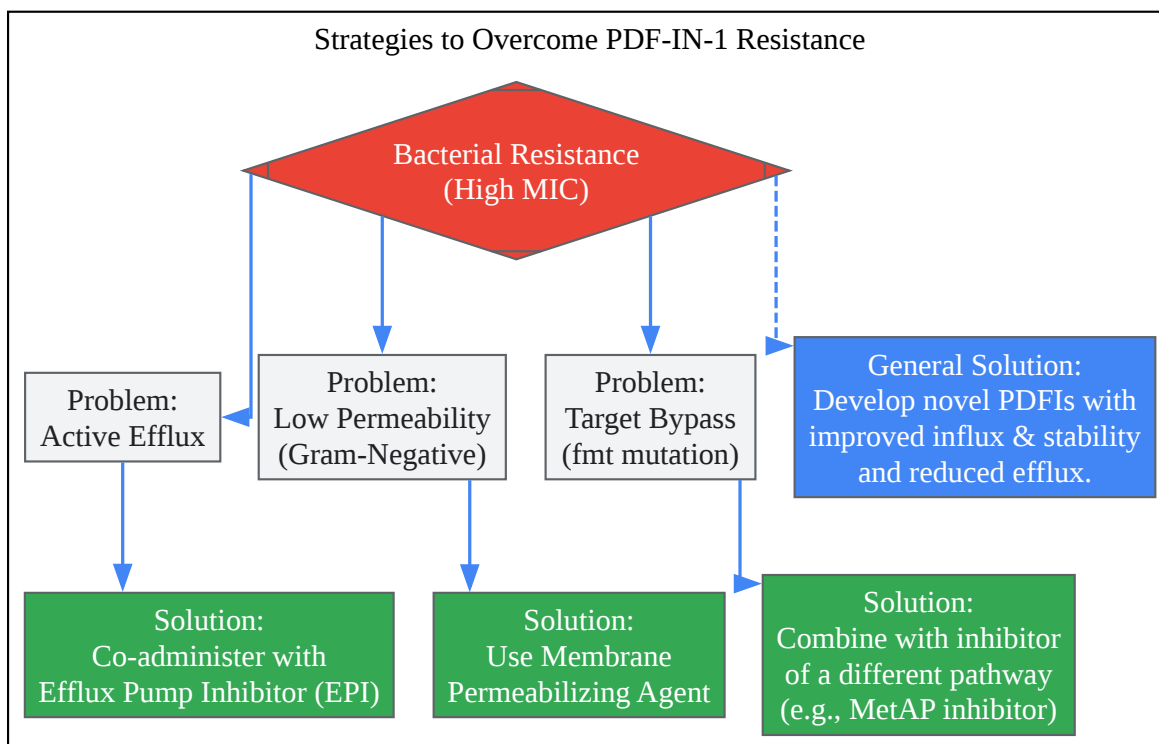 Strategies to Overcome PDF-IN-1 Resistance
Bacterial Resistance
(High MIC)
Problem:
Active Efflux
Problem:
Low Permeability
(Gram-Negative)
Problem:
Target Bypass
(fmt mutation)
General Solution:
Develop novel PDFIs with
improved influx & stability
and reduced efflux.
Solution:
Co-administer with
Efflux Pump Inhibitor (EPI)
Solution:
Use Membrane
Permeabilizing Agent
Solution:
Combine with inhibitor
of a different pathway
(e.g., MetAP inhibitor)